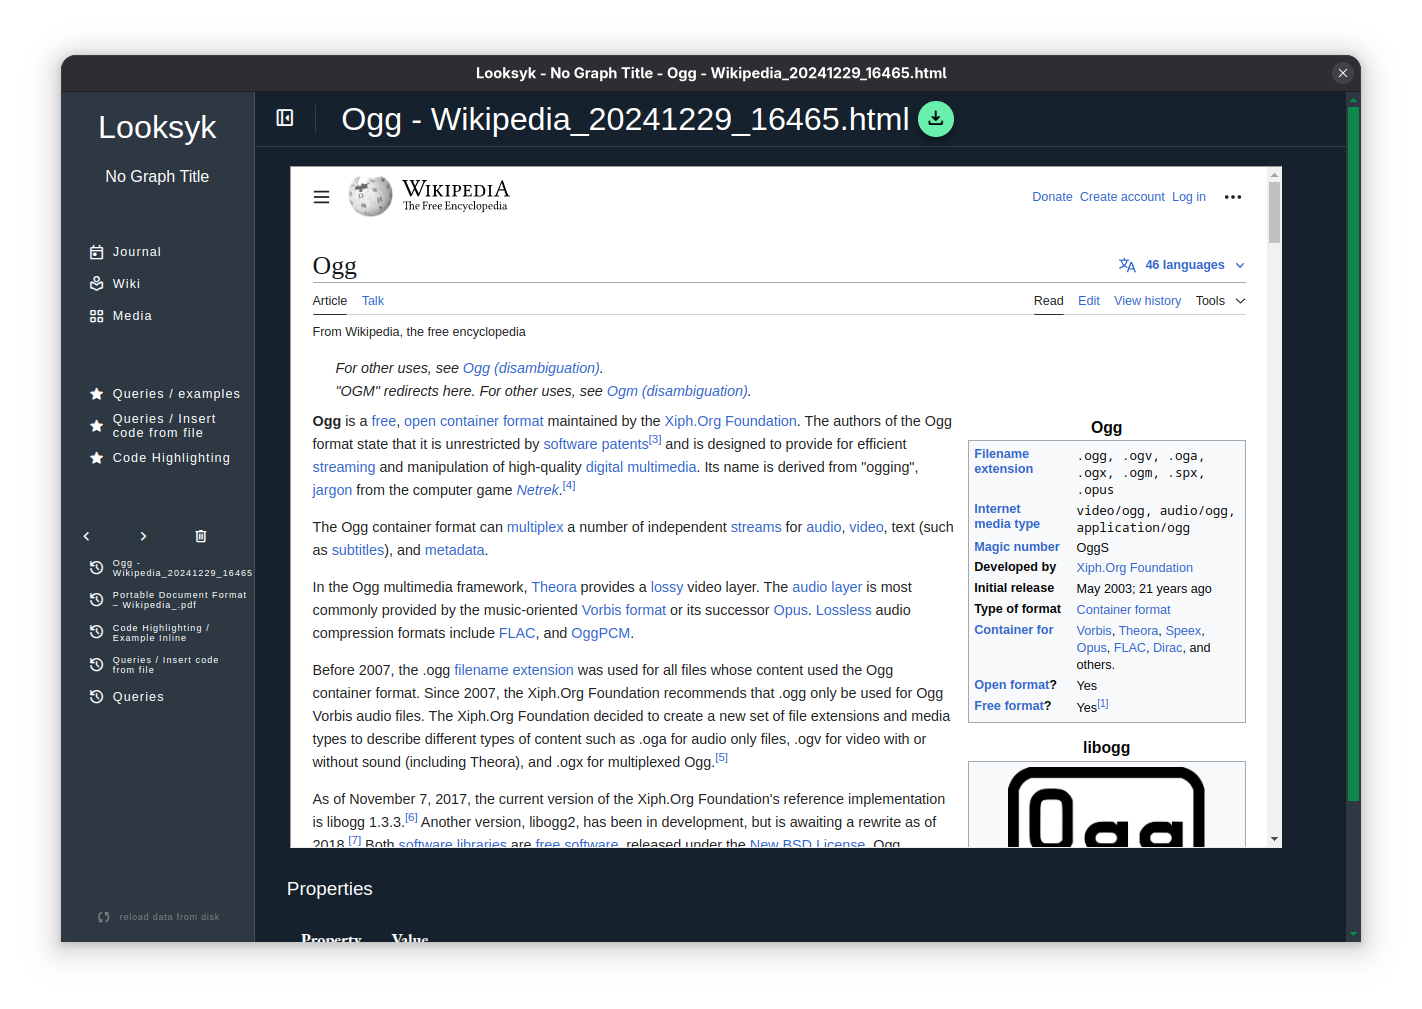 Looksyk - No Graph Title - Ogg - Wikipedia_20241229_16465.html
Looksyk
No Graph Title
Journal
Wiki
Media
Queries / examples
Queries / Insert
code from file
Code Highlighting
Ogg -
Wikipedia_20241229_16465
Portable Document Format
– Wikipedia_.pdf
Code Highlighting /
Example Inline
Queries / Insert code
from file
Queries
reload data from disk
Ogg - Wikipedia_20241229_16465.html
WIKIPEDIA
The Free Encyclopedia
Donate Create account Log in
Ogg
46 languages
Article Talk
Read Edit View history Tools
From Wikipedia, the free encyclopedia
For other uses, see Ogg (disambiguation).
"OGM" redirects here. For other uses, see Ogm (disambiguation).
Ogg is a free, open container format maintained by the Xiph.Org Foundation. The authors of the Ogg
format state that it is unrestricted by software patents[3] and is designed to provide for efficient
streaming and manipulation of high-quality digital multimedia. Its name is derived from "ogging",
jargon from the computer game Netrek.[4]
The Ogg container format can multiplex a number of independent streams for audio, video, text (such
as subtitles), and metadata.
In the Ogg multimedia framework, Theora provides a lossy video layer. The audio layer is most
commonly provided by the music-oriented Vorbis format or its successor Opus. Lossless audio
compression formats include FLAC, and OggPCM.
Before 2007, the .ogg filename extension was used for all files whose content used the Ogg
container format. Since 2007, the Xiph.Org Foundation recommends that .ogg only be used for Ogg
Vorbis audio files. The Xiph.Org Foundation decided to create a new set of file extensions and media
types to describe different types of content such as .oga for audio only files, .ogv for video with or
without sound (including Theora), and .ogx for multiplexed Ogg.[5]
As of November 7, 2017, the current version of the Xiph.Org Foundation's reference implementation
is libogg 1.3.3.[6] Another version, libogg2, has been in development, but is awaiting a rewrite as of
2018.[7] Both software libraries are free software, released under the New BSD License. Ogg
Ogg
Filename
extension
.ogg, .ogv, .oga,
.ogx, .ogm, .spx,
.opus
Internet
media type
video/ogg, audio/ogg,
application/ogg
Magic number OggS
Developed by Xiph.Org Foundation
Initial release May 2003; 21 years ago
Type of format Container format
Container for Vorbis, Theora, Speex,
Opus, FLAC, Dirac, and
others.
Open format? Yes
Free format? Yes[1]
libogg
Ogg
Properties
Property Value